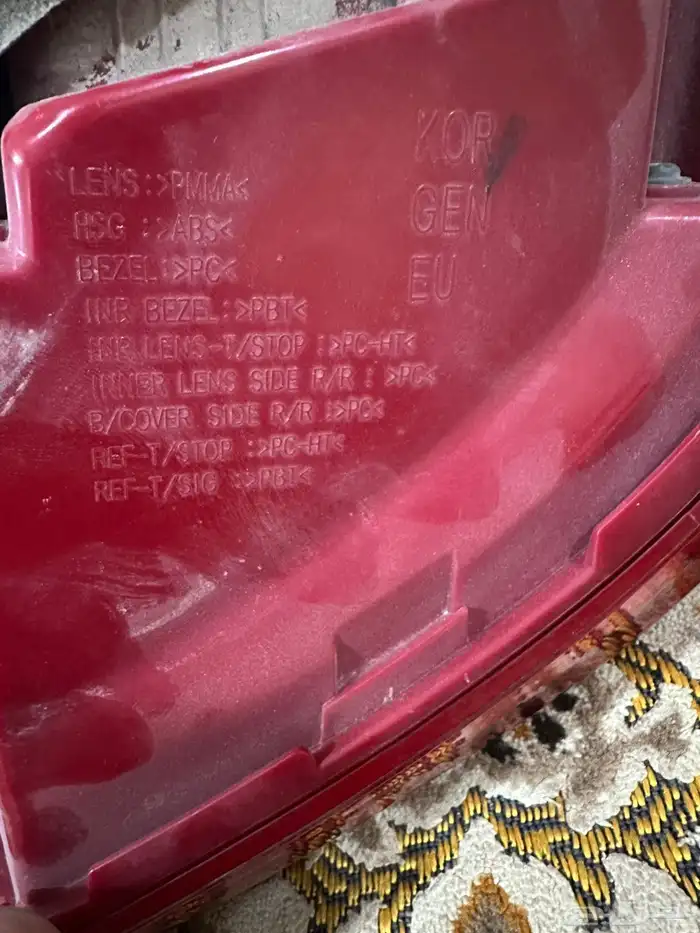 LENS:>PMMA<
HSG :>ABS<
BEZEL:>PC<
INR BEZEL:>PBT<
INR LENS-T/STOP :>PC-HT<
INNER LENS SIDE R/R : >PC<
B/COVER SIDE R/R :>PC<
REF-T/STOP :>PC-HT<
REF-T/SIG :>PBT<
KOR
GEN
EU